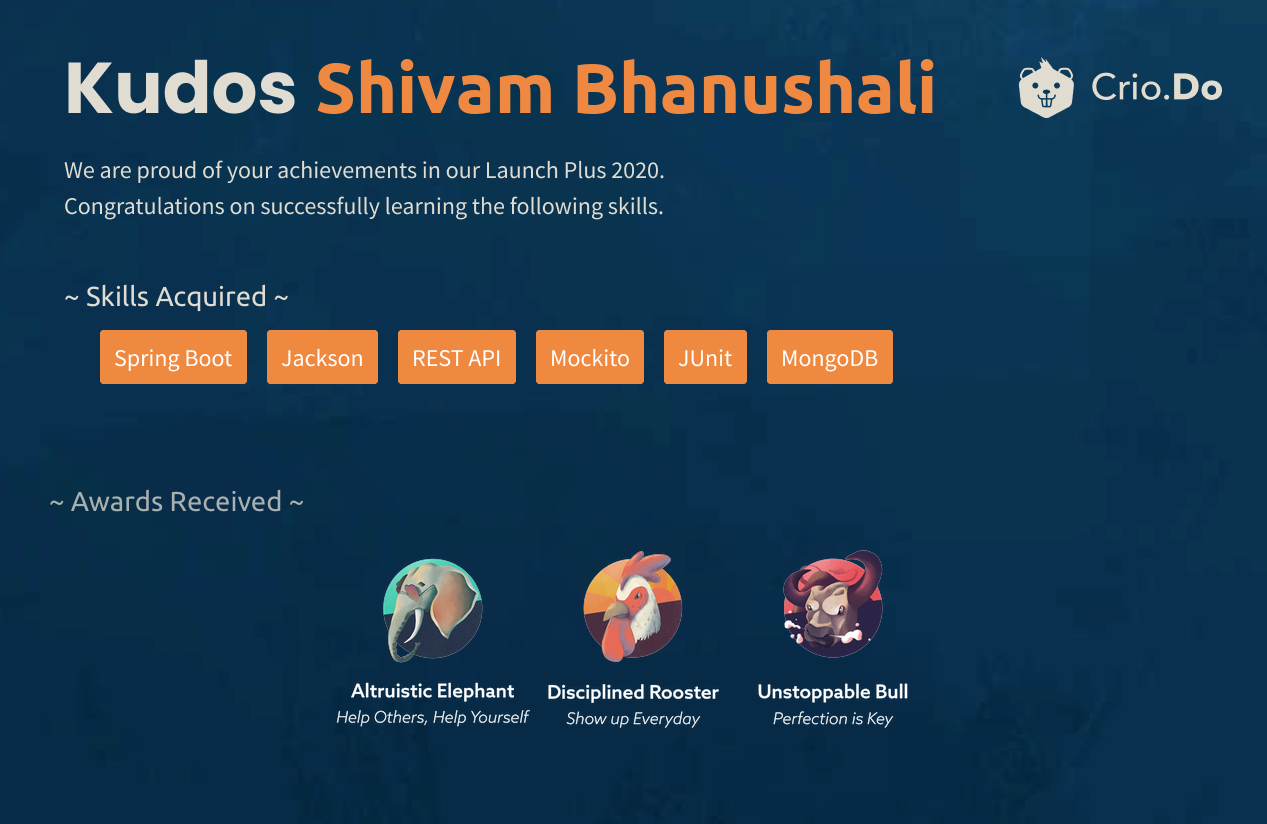 Kudos Shivam Bhanushali
Crio.Do
We are proud of your achievements in our Launch Plus 2020.
Congratulations on successfully learning the following skills.
~ Skills Acquired ~
Spring Boot Jackson REST API Mockito JUnit MongoDB
~ Awards Received ~
Altruistic Elephant Disciplined Rooster Unstoppable Bull
Help Others, Help Yourself Show up Everyday Perfection is Key